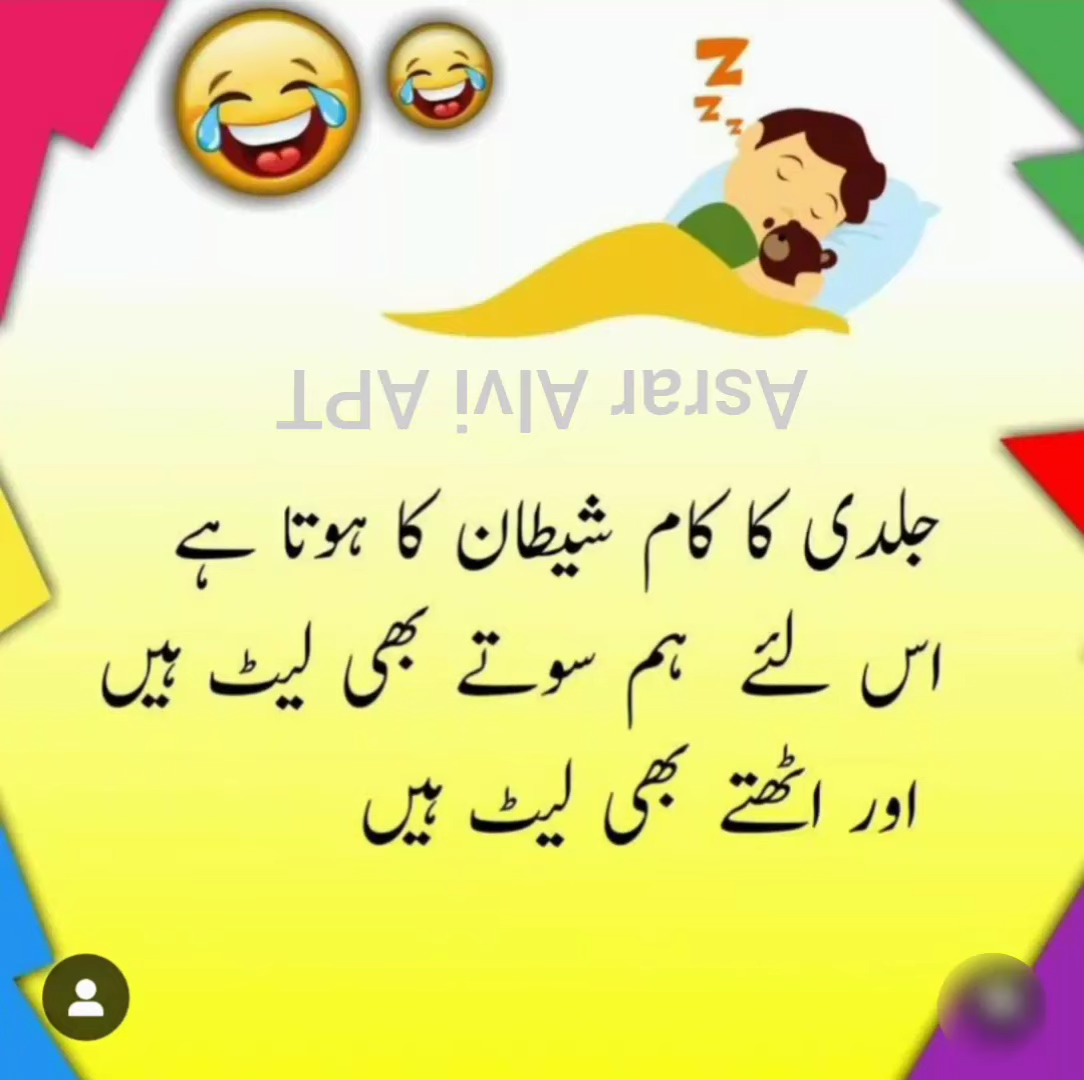 Z
z
z
Asrar Alvi APT
جلدی کا کام شیطان کا ہوتا ہے
اس لئے ہم سوتے بھی لیٹ ہیں
اور اٹھتے بھی لیٹ ہیں